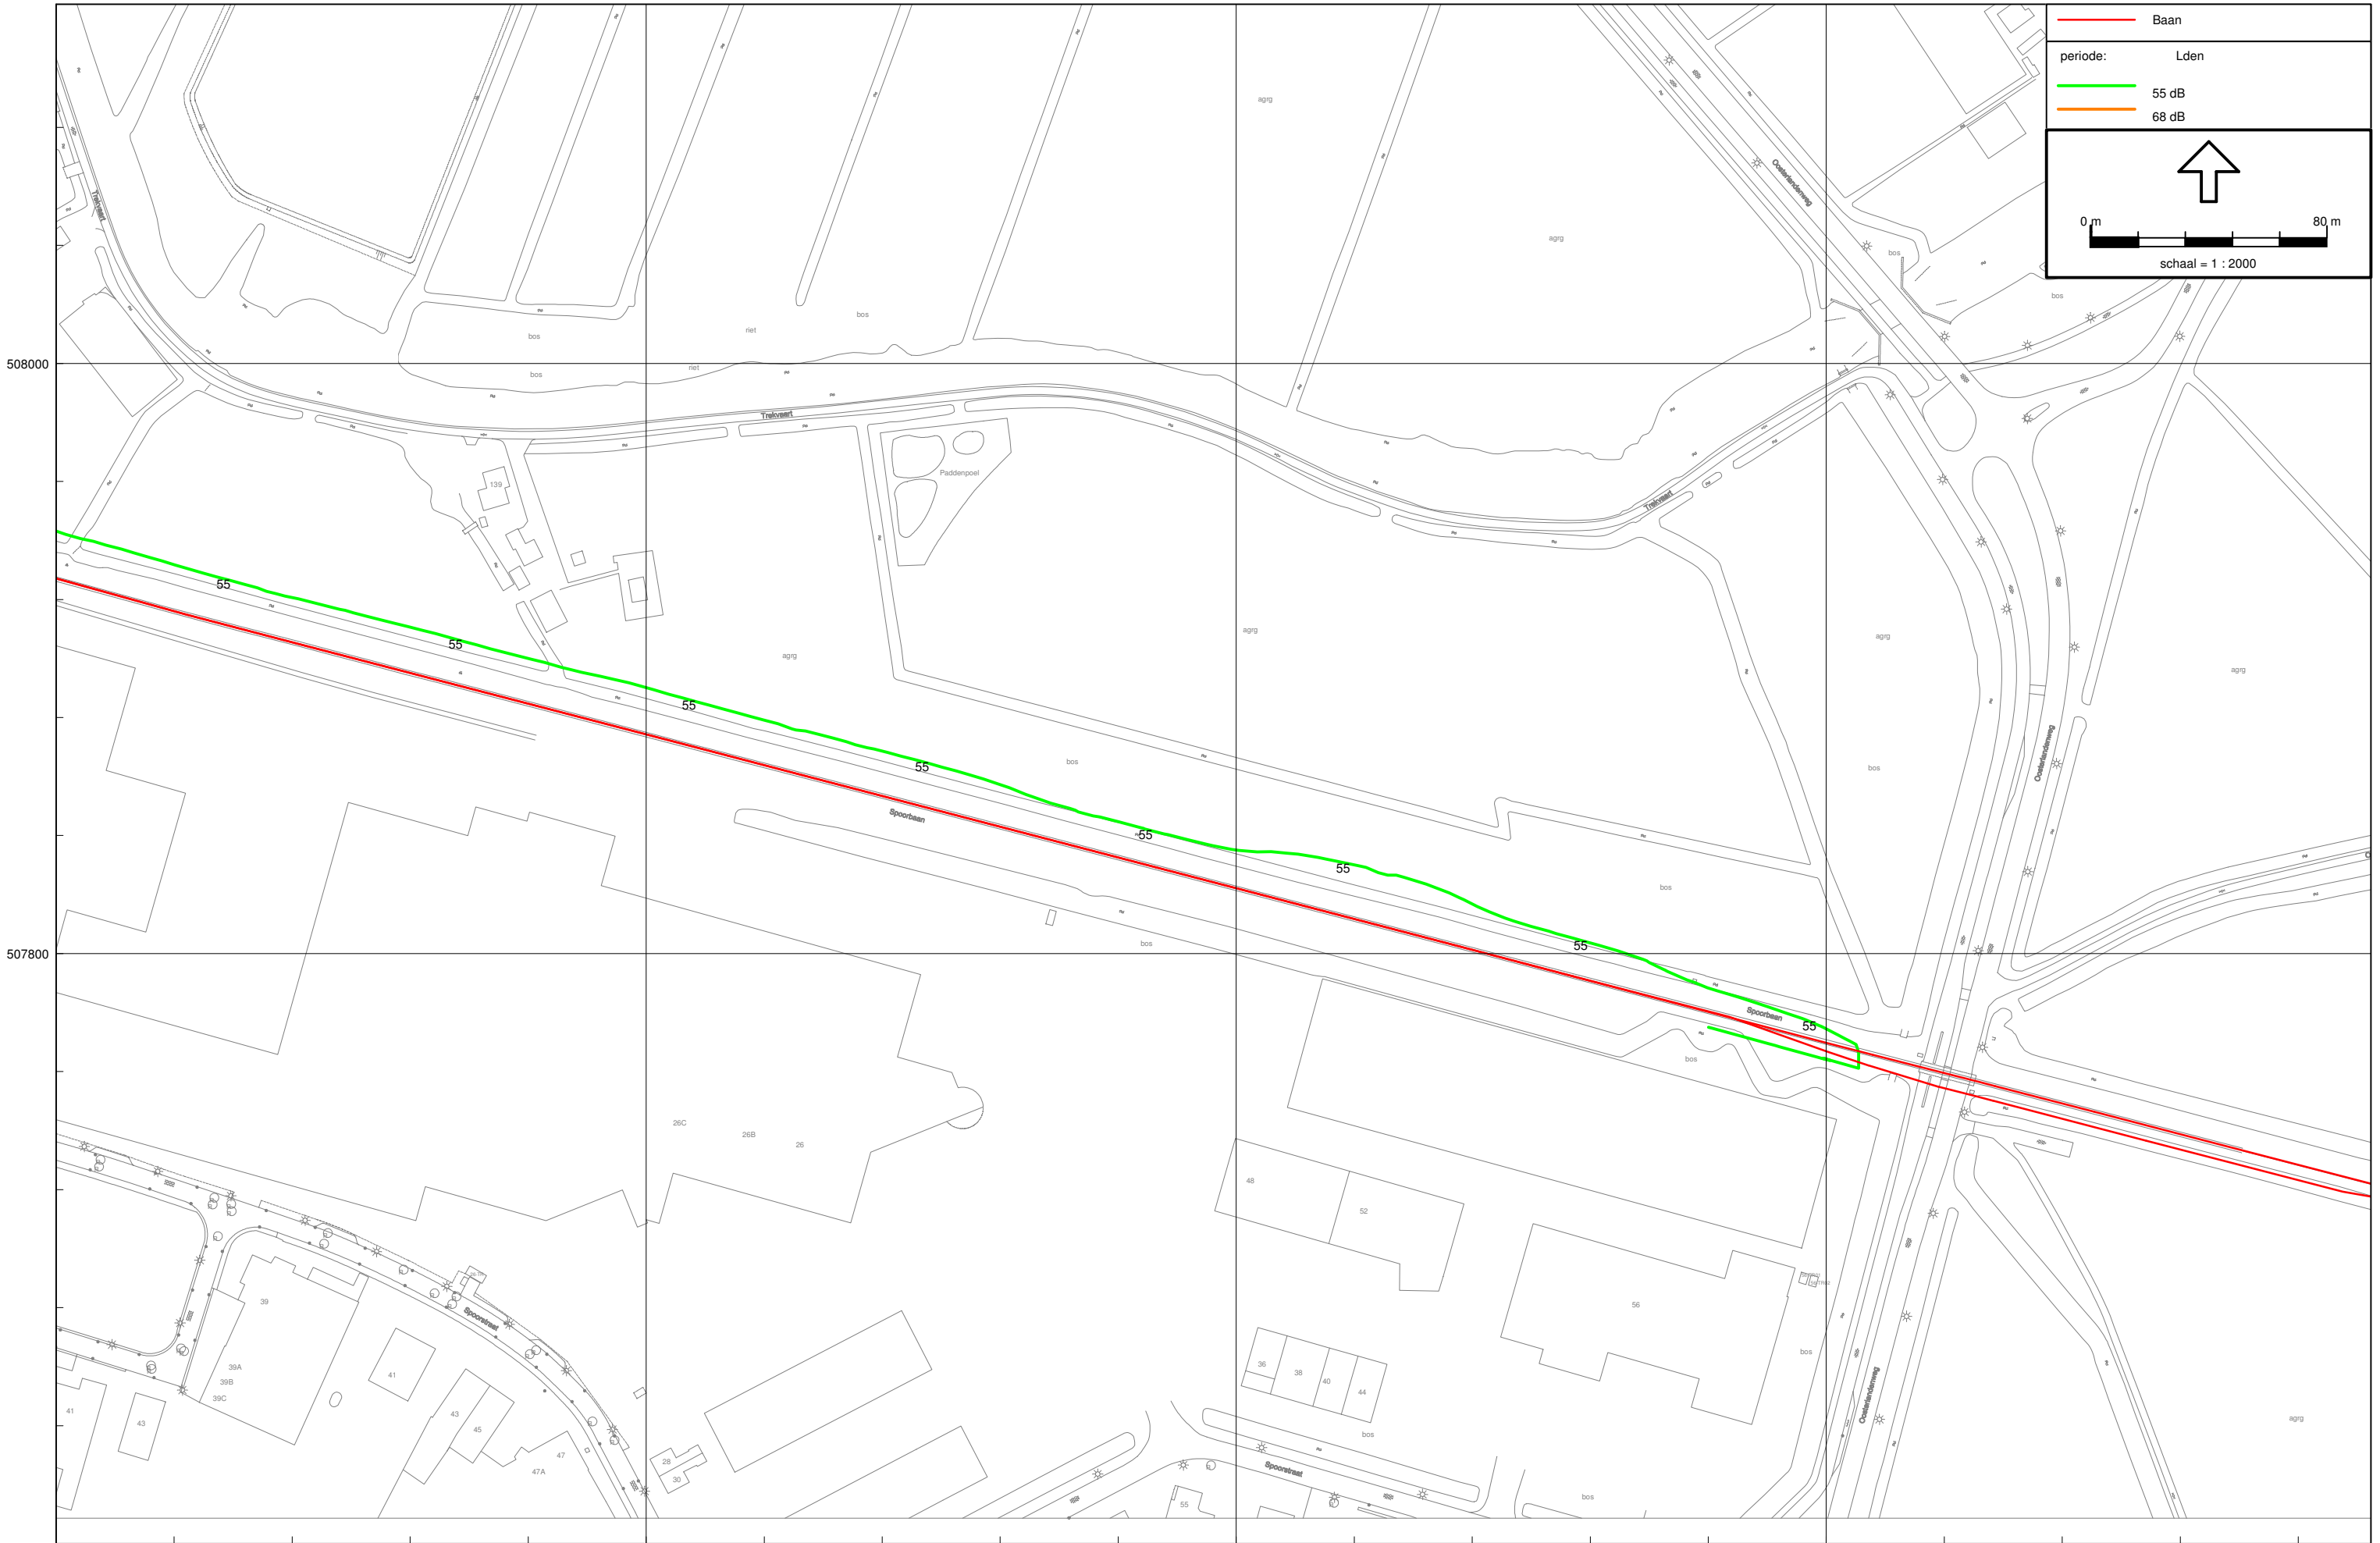 Baan
periode: Lden
55 dB
68 dB
0 m 80 m
schaal = 1 : 2000
agrg
Oosterlanderweg
Trekvaart
agrg
bos
bos
bos
riet
bos
508000
riet
bos
Trekvaart
Paddenpoel
139
Trekvaart
55
agrg
agrg
agrg
55
agrg
55
Oosterlanderweg
bos
55
bos
Spoorbaan
55
55
bos
55
bos
507800
Spoorbaan
55
bos
26C
26B
26
48
52
39
56
Spoorstraat
bos
36
38
40
44
39A
39B
39C
41
41
43
43
45
47
47A
28
30
bos
Oosterlanderweg
agrg
Spoorstraat
55
bos